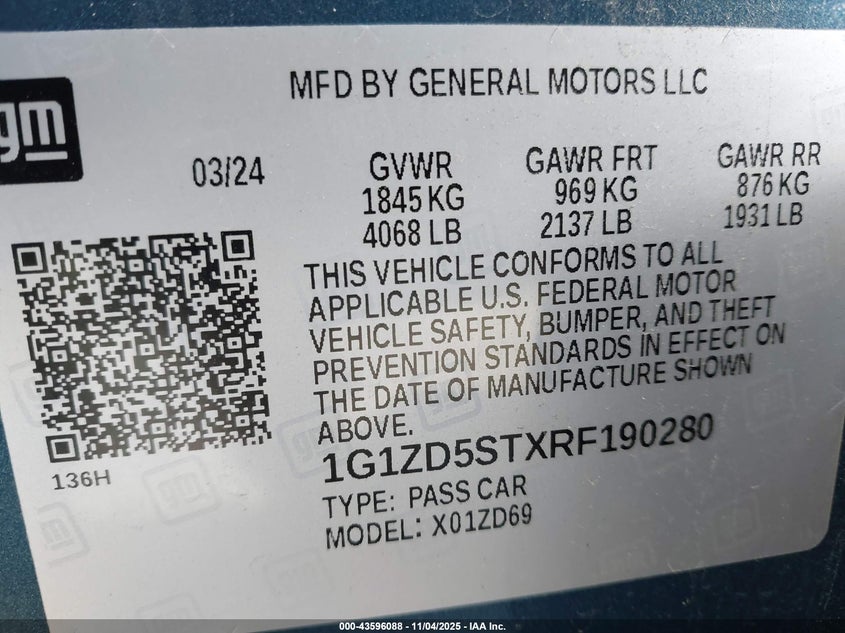 MFD BY GENERAL MOTORS LLC
gm
03/24
GVWR
1845 KG
4068 LB
GAWR FRT
969 KG
2137 LB
GAWR RR
876 KG
1931 LB
THIS VEHICLE CONFORMS TO ALL
APPLICABLE U.S. FEDERAL MOTOR
VEHICLE SAFETY, BUMPER, AND THEFT
PREVENTION STANDARDS IN EFFECT ON
THE DATE OF MANUFACTURE SHOWN
ABOVE.
136H
1G1ZD5STXRF190280
TYPE: PASS CAR
MODEL: X01ZD69
000-43596088 - 11/04/2025 - IAA Inc.